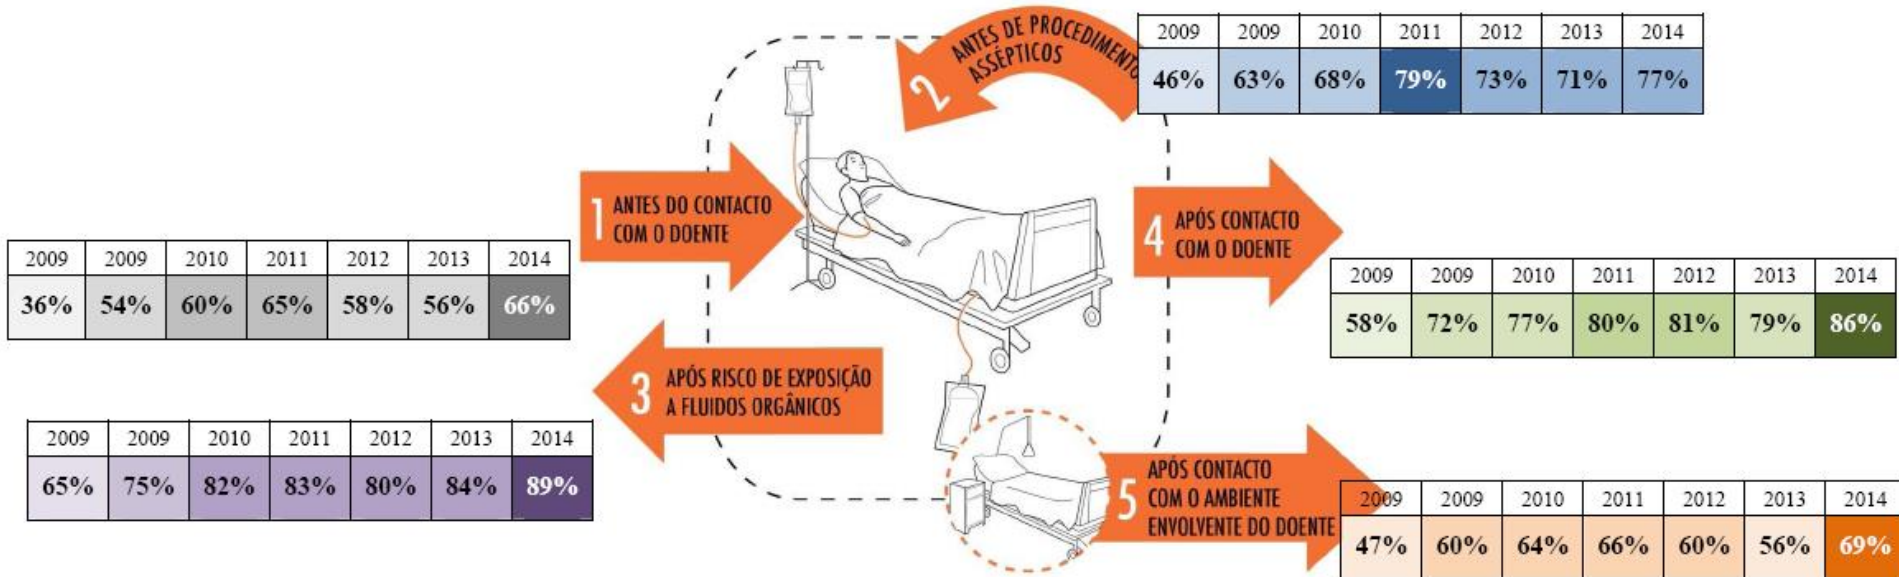 2009 2009 2010 2011 2012 2013 2014
46% 63% 68% 79% 73% 71% 77%
2 ANTES DE PROCEDIMENTO
ASSÉPTICOS
1 ANTES DO CONTACTO
COM O DOENTE
2009 2009 2010 2011 2012 2013 2014
36% 54% 60% 65% 58% 56% 66%
4 APÓS CONTACTO
COM O DOENTE
2009 2009 2010 2011 2012 2013 2014
58% 72% 77% 80% 81% 79% 86%
3 APÓS RISCO DE EXPOSIÇÃO
A FLUIDOS ORGÂNICOS
2009 2009 2010 2011 2012 2013 2014
65% 75% 82% 83% 80% 84% 89%
5 APÓS CONTACTO
COM O AMBIENTE
ENVOLVENTE DO DOENTE
2009 2009 2010 2011 2012 2013 2014
47% 60% 64% 66% 60% 56% 69%